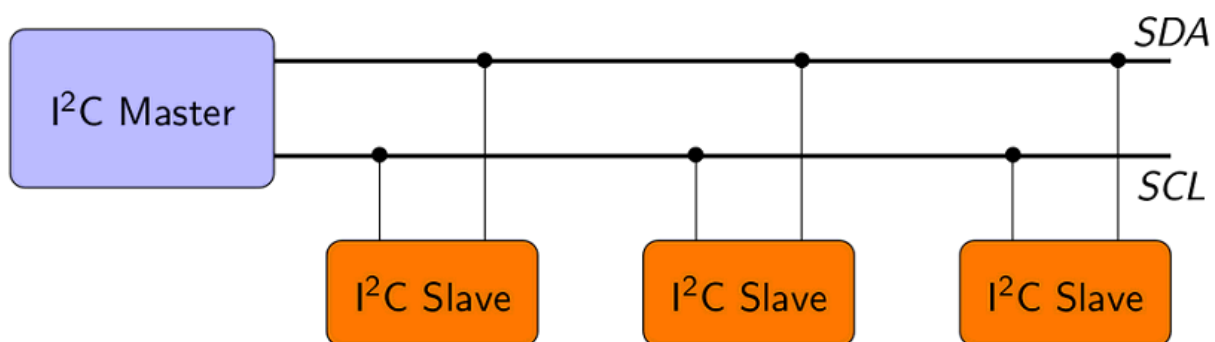 SDA
I²C Master
SCL
I²C Slave
I²C Slave
I²C Slave